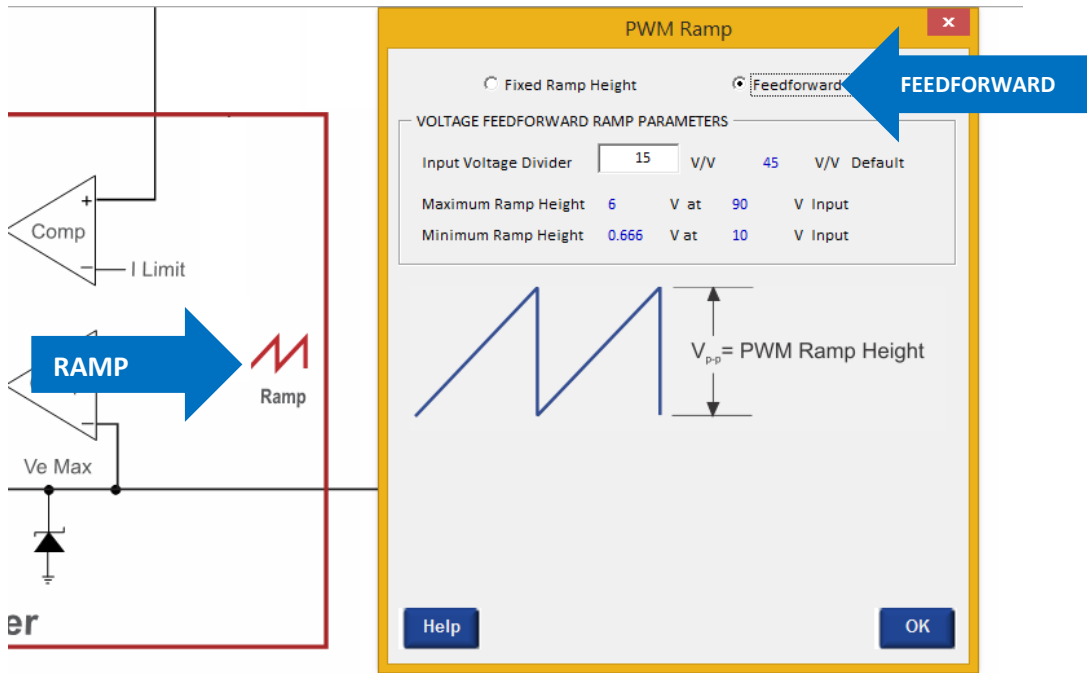 PWM Ramp
x
Fixed Ramp Height
Feedforward
FEEDFORWARD
VOLTAGE FEEDFORWARD RAMP PARAMETERS
Input Voltage Divider 15 V/V 45 V/V Default
Maximum Ramp Height 6 V at 90 V Input
Minimum Ramp Height 0.666 V at 10 V Input
V p-p = PWM Ramp Height
Help
OK
+
Comp
−
I Limit
RAMP
Ramp
−
Ve Max
er